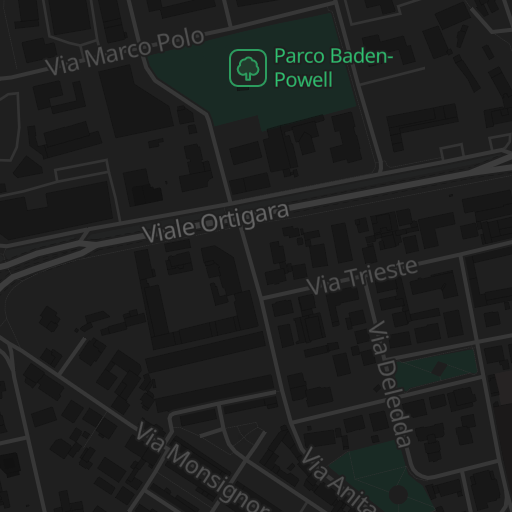 Via Marco Polo
Parco Baden-
Powell
Viale Ortigara
Via Trieste
Via Deledda
Via Monsignor
Via Anita